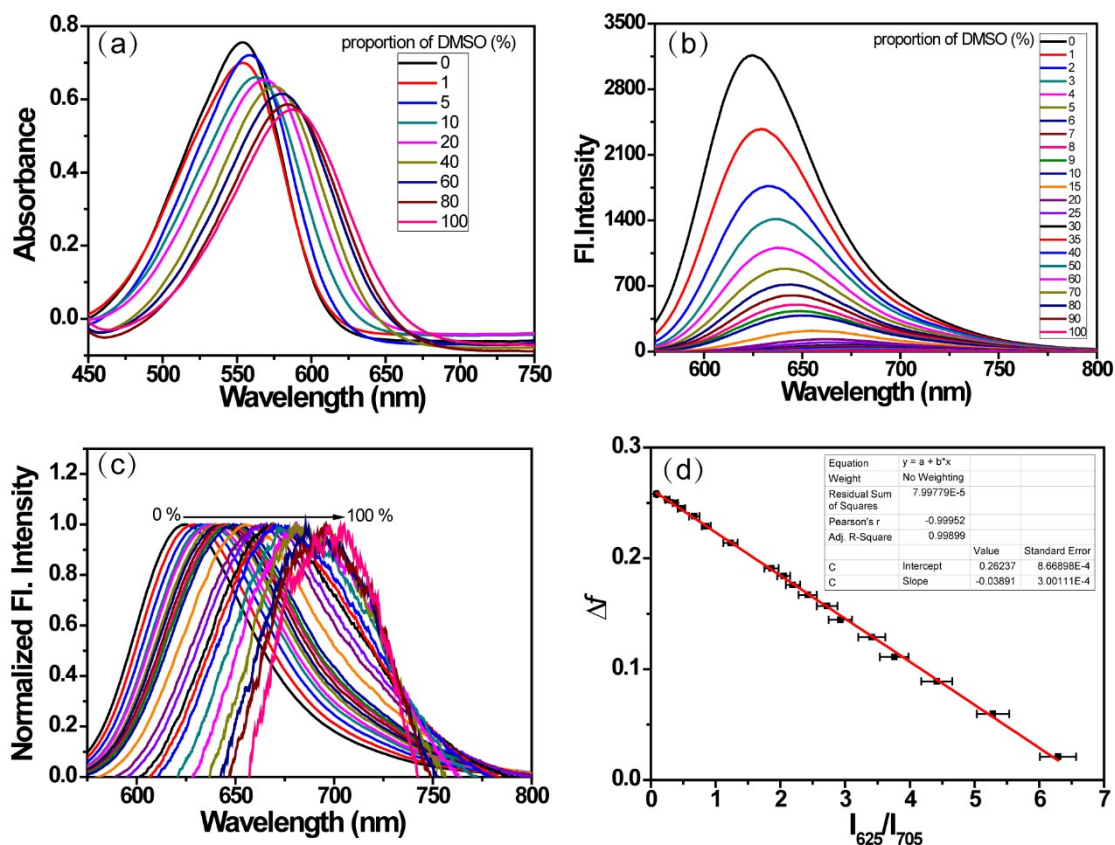 (a)
proportion of DMSO (%)
0
1
5
10
20
40
60
80
100
0.8
0.6
0.4
0.2
0.0
Absorbance
450 500 550 600 650 700 750
Wavelength (nm)
(b)
proportion of DMSO (%)
0
1
2
3
4
5
6
7
8
9
10
15
20
25
30
35
40
50
60
70
80
90
100
3500
2800
2100
1400
700
0
Fl.Intensity
600 650 700 750 800
Wavelength (nm)
(c)
0 % 100 %
1.2
1.0
0.8
0.6
0.4
0.2
0.0
Normalized Fl. Intensity
600 650 700 750 800
Wavelength (nm)
(d)
Equation y = a + b*x
Weight No Weighting
Residual Sum of Squares 7.99779E-5
Pearson's r -0.99952
Adj. R-Square 0.99899
Value Standard Error
C Intercept 0.26237 8.66898E-4
C Slope -0.03891 3.00111E-4
0.3
0.2
0.1
0.0
Δf
0 1 2 3 4 5 6 7
I625/I705